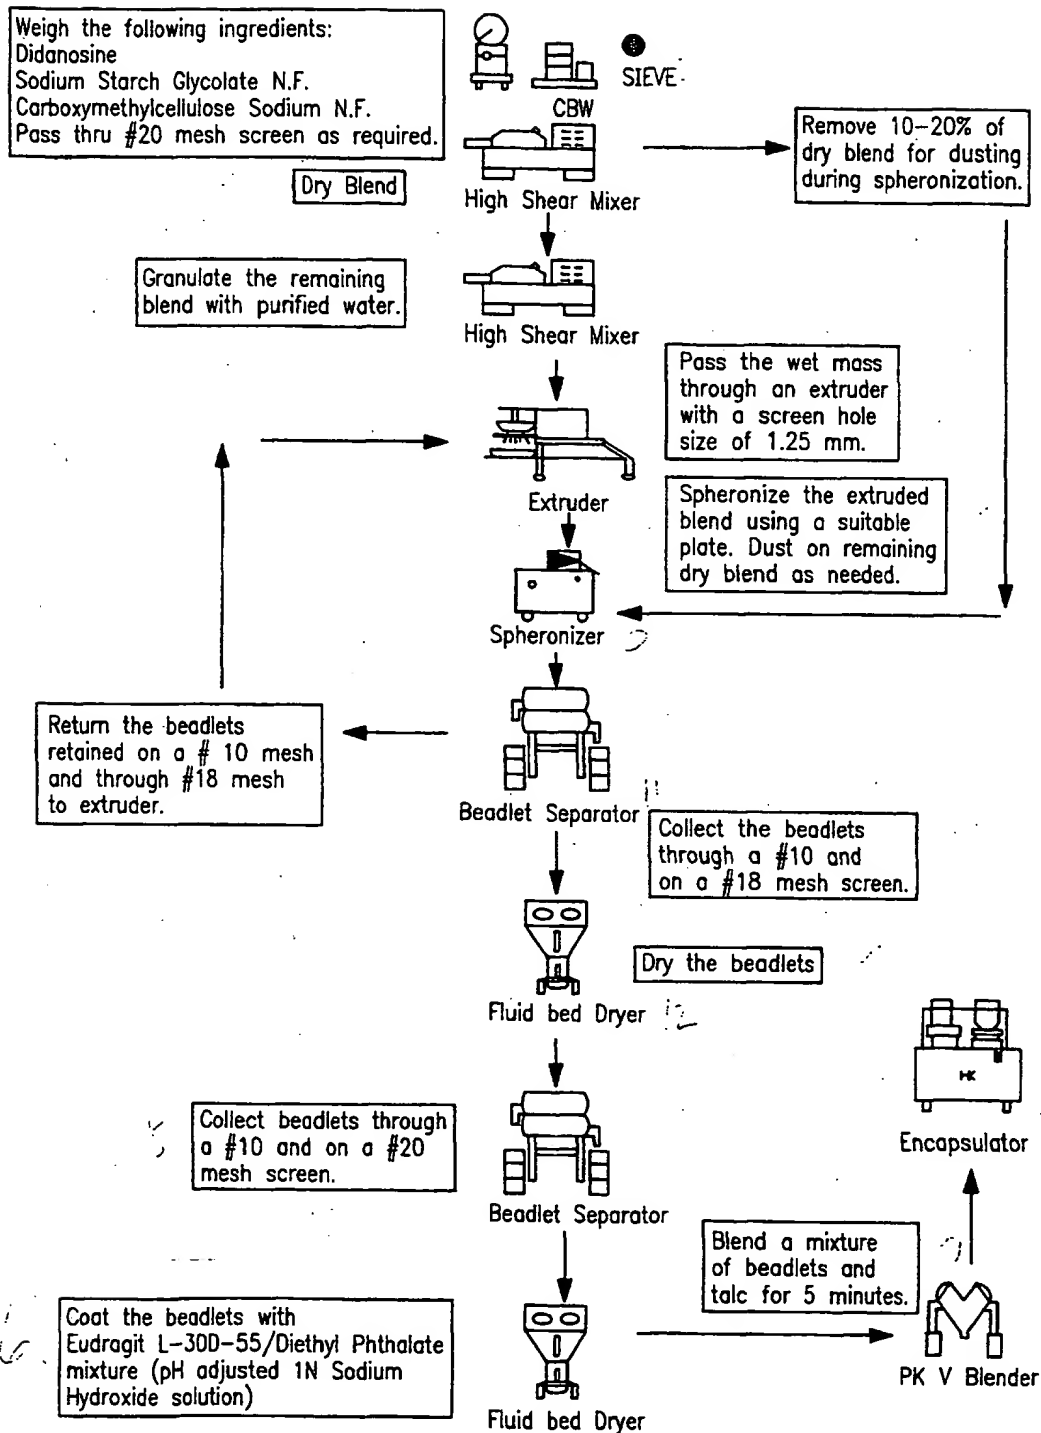 Weigh the following ingredients:
Didanosine
Sodium Starch Glycolate N.F.
Carboxymethylcellulose Sodium N.F.
Pass thru #20 mesh screen as required.
SIEVE
CBW
Remove 10-20% of
dry blend for dusting
during spheronization.
Dry Blend
High Shear Mixer
Granulate the remaining
blend with purified water.
High Shear Mixer
Pass the wet mass
through an extruder
with a screen hole
size of 1.25 mm.
Extruder
Spheronize the extruded
blend using a suitable
plate. Dust on remaining
dry blend as needed.
Spheronizer
Return the beadlets
retained on a # 10 mesh
and through #18 mesh
to extruder.
Beadlet Separator
11
Collect the beadlets
through a #10 and
on a #18 mesh screen.
Dry the beadlets
Fluid bed Dryer
12
HK
Encapsulator
Collect beadlets through
a #10 and on a #20
mesh screen.
Beadlet Separator
Blend a mixture
of beadlets and
talc for 5 minutes.
PK V Blender
Coat the beadlets with
Eudragit L-30D-55/Diethyl Phthalate
mixture (pH adjusted 1N Sodium
Hydroxide solution)
Fluid bed Dryer